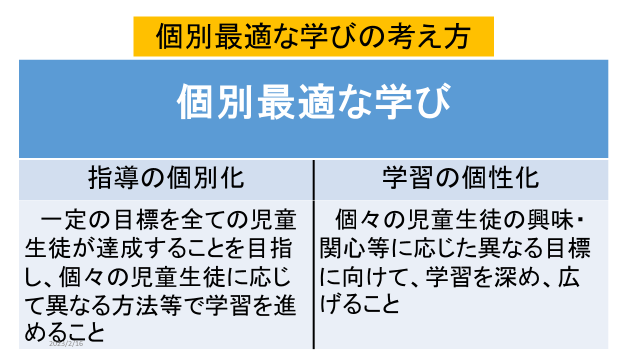 個別最適な学びの考え方
個別最適な学び
指導の個別化
学習の個性化
一定の目標を全ての児童
生徒が達成することを目指
し、個々の児童生徒に応じ
て異なる方法等で学習を進
めること
個々の児童生徒の興味・
関心等に応じた異なる目標
に向けて、学習を深め、広
げること